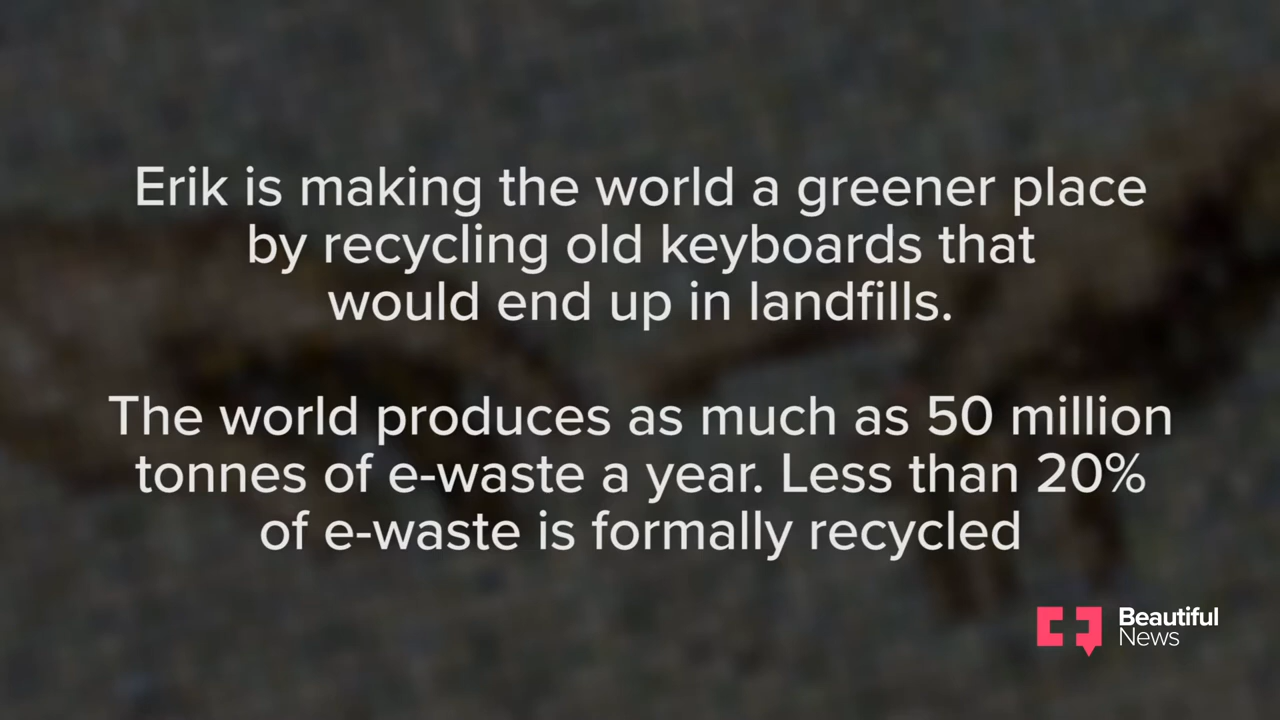 Erik is making the world a greener place
by recycling old keyboards that
would end up in landfills.
The world produces as much as 50 million
tonnes of e-waste a year. Less than 20%
of e-waste is formally recycled
Beautiful
News